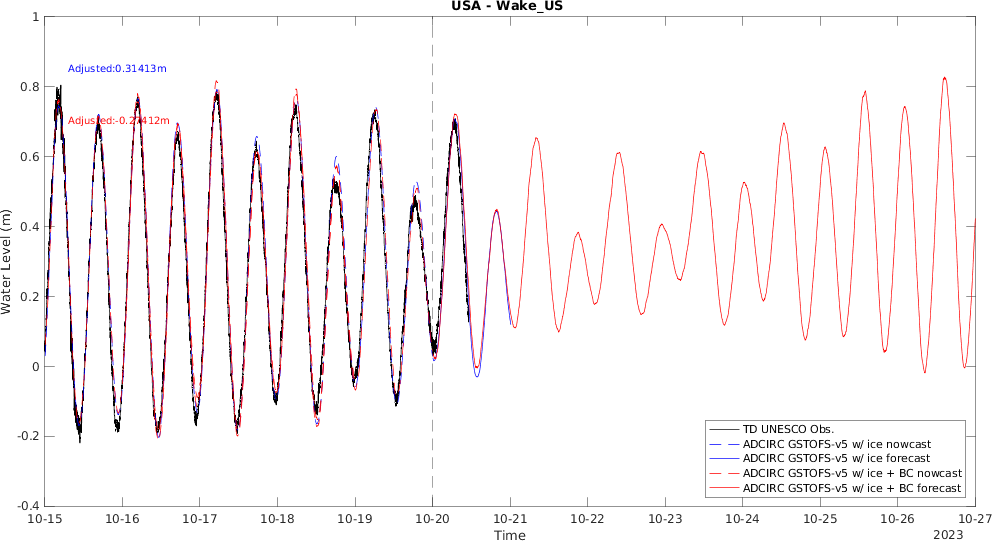 USA - Wake_US
1
0.8
0.6
0.4
0.2
0
-0.2
-0.4
Water Level (m)
Adjusted:0.31413m
Adjusted:-0.27412m
TD UNESCO Obs.
ADCIRC GSTOFS-v5 w/ ice nowcast
ADCIRC GSTOFS-v5 w/ ice forecast
ADCIRC GSTOFS-v5 w/ ice + BC nowcast
ADCIRC GSTOFS-v5 w/ ice + BC forecast
10-15 10-16 10-17 10-18 10-19 10-20 10-21 10-22 10-23 10-24 10-25 10-26 10-27
Time
2023